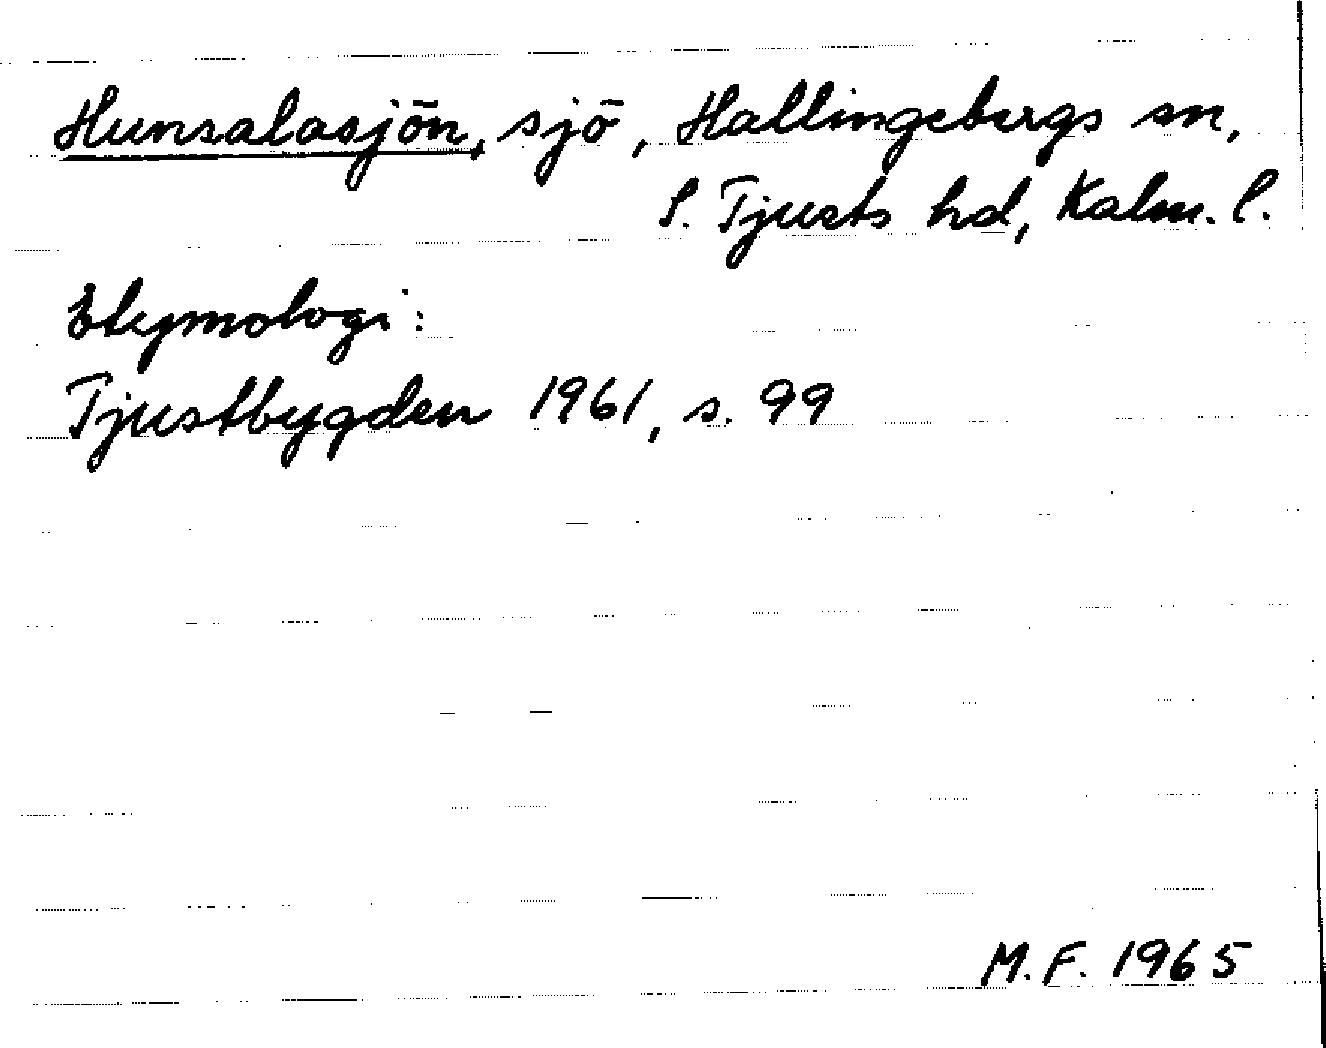 Hunsalasjön, sjö, Hallingebergs sn,
S. Tjusts hd, Kalm. l.
Etymologi:
Tjustbygden 1961, s. 99
M.F. 1965